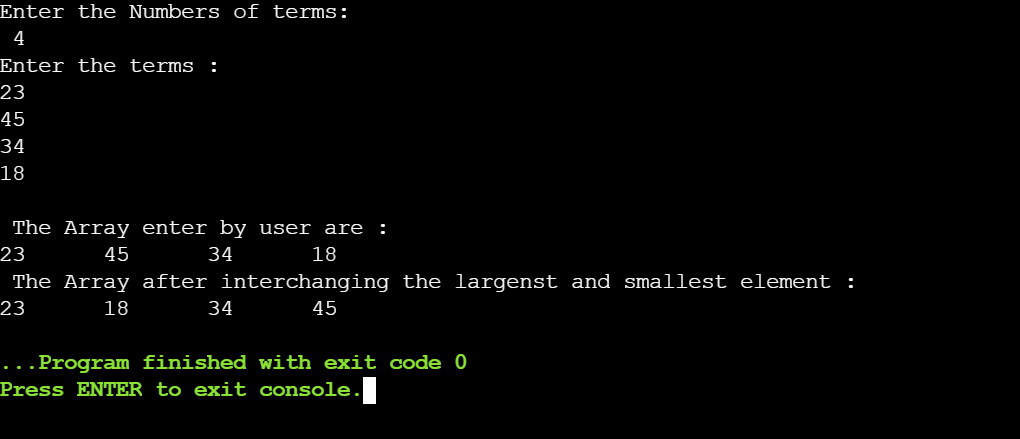 Enter the Numbers of terms:
4
Enter the terms :
23
45
34
18
The Array enter by user are :
23 45 34 18
The Array after interchanging the largenst and smallest element :
23 18 34 45
...Program finished with exit code 0
Press ENTER to exit console.